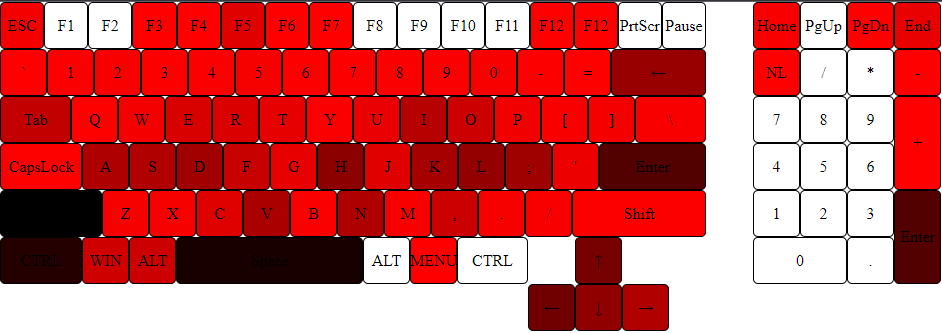 ESC F1 F2 F3 F4 F5 F6 F7 F8 F9 F10 F11 F12 F12 PrtScr Pause Home PgUp PgDn End
` 1 2 3 4 5 6 7 8 9 0 - = ← NL / * -
Tab Q W E R T Y U I O P [ ] \ 7 8 9 +
CapsLock A S D F G H J K L ; ' Enter 4 5 6
Z X C V B N M , . / Shift 1 2 3 Enter
CTRL WIN ALT Space ALT MENU CTRL ↑ 0 .
← ↓ →